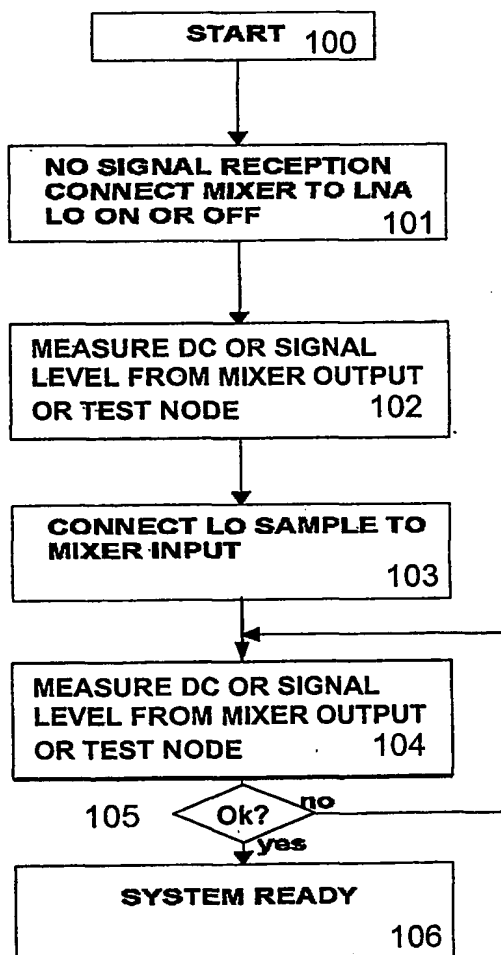 START 100
NO SIGNAL RECEPTION
CONNECT MIXER TO LNA
LO ON OR OFF
101
MEASURE DC OR SIGNAL
LEVEL FROM MIXER OUTPUT
OR TEST NODE 102
CONNECT LO SAMPLE TO
MIXER INPUT
103
MEASURE DC OR SIGNAL
LEVEL FROM MIXER OUTPUT
OR TEST NODE 104
105 Ok? no
yes
SYSTEM READY
106